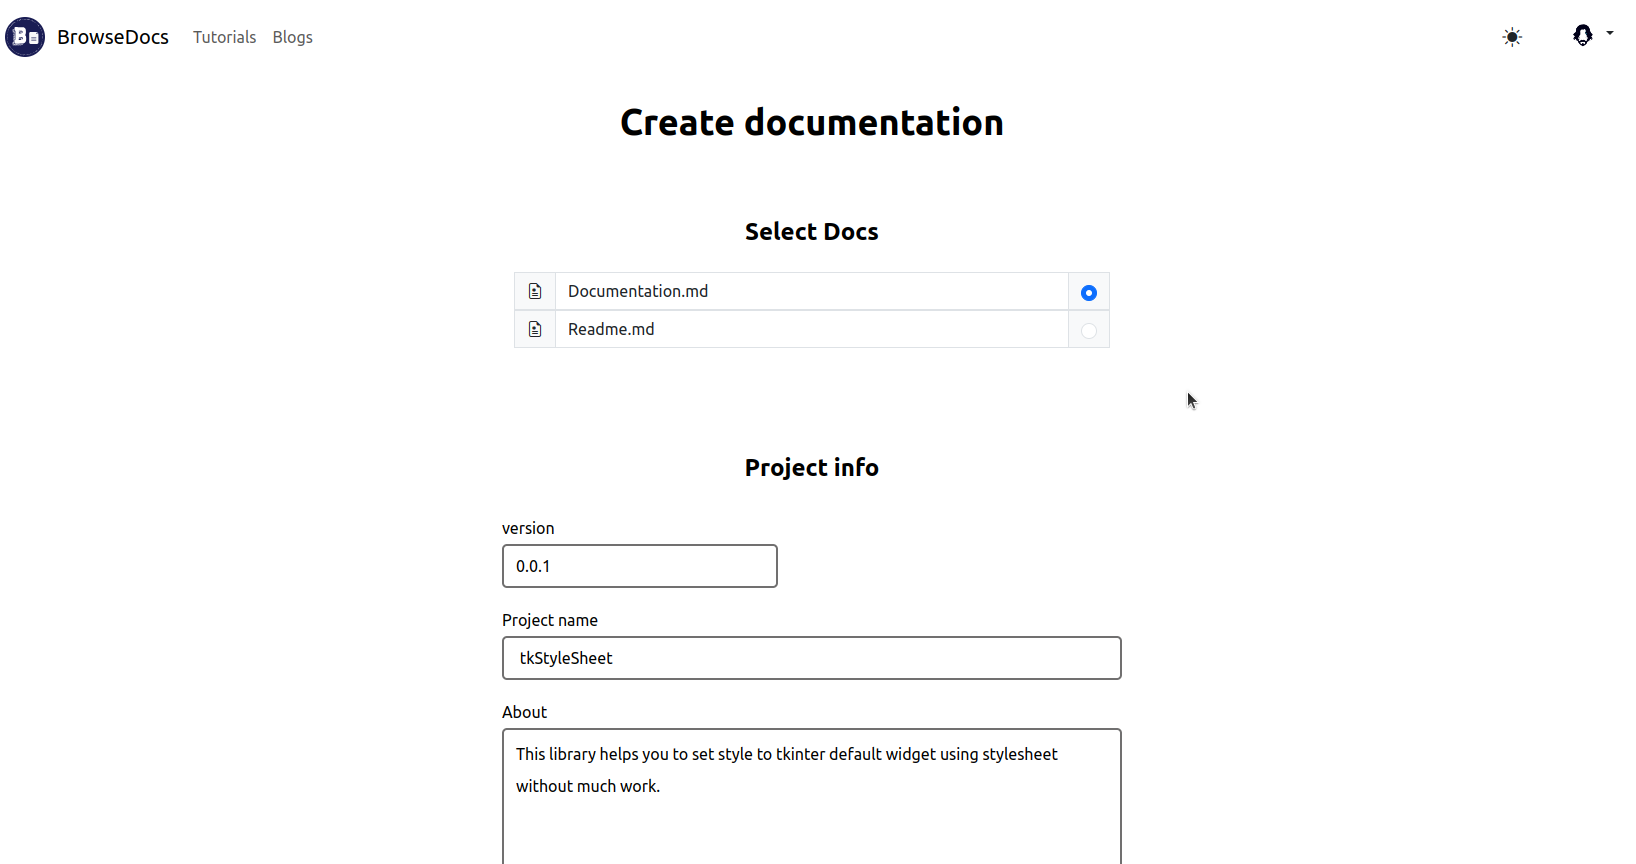 BrowseDocs Tutorials Blogs
Create documentation
Select Docs
Documentation.md
Readme.md
Project info
version
0.0.1
Project name
tkStyleSheet
About
This library helps you to set style to tkinter default widget using stylesheet
without much work.